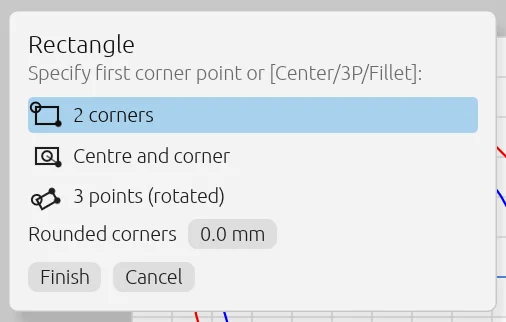 Rectangle
Specify first corner point or [Center/3P/Fillet]:
2 corners
Centre and corner
3 points (rotated)
Rounded corners 0.0 mm
Finish Cancel